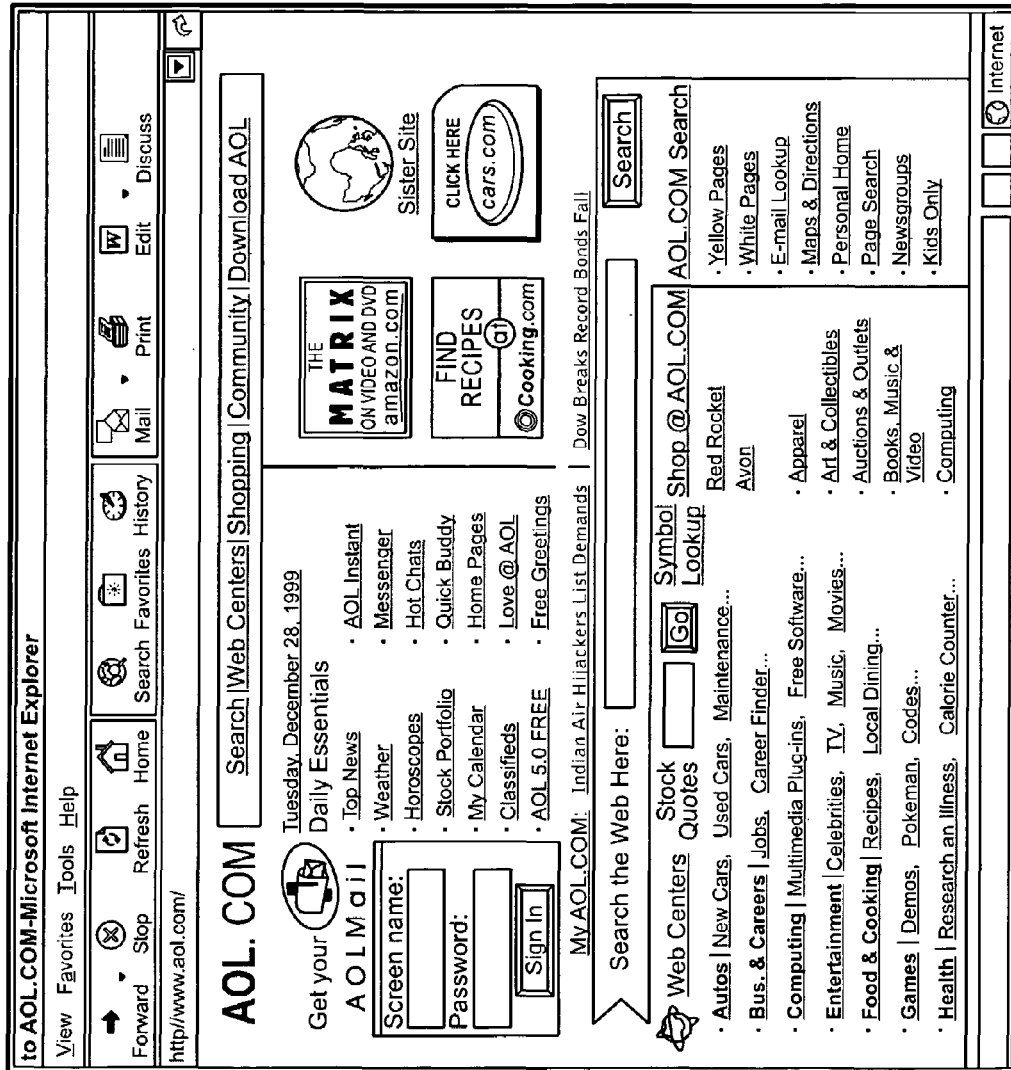 to AOL.COM-Microsoft Internet Explorer
View Favorites Tools Help
Forward Stop Refresh Home Search Favorites History Mail Print Edit Discuss
http//www.aol.com/
AOL. COM Search |Web Centers| Shopping |Community |Download AOL
Get your
AOLMail
Screen name:
Password:
Sign In
Tuesday, December 28, 1999
Daily Essentials
· Top News
· Weather
· Horoscopes
· Stock Portfolio
· My Calendar
· Classifieds
· AOL 5.0 FREE
· AOL Instant
· Messenger
· Hot Chats
· Quick Buddy
· Home Pages
· Love @ AOL
· Free Greetings
THE
MATRIX
ON VIDEO AND DVD
amazon.com
Sister Site
FIND
RECIPES
at
Cooking.com
CLICK HERE
cars.com
My AOL.COM: Indian Air Hijackers List Demands | Dow Breaks Record Bonds Fall
Search the Web Here: Search
Web Centers
Stock
Quotes
Go
Symbol
Lookup
· Autos | New Cars, Used Cars, Maintenance...
· Bus. & Careers | Jobs, Career Finder...
· Computing | Multimedia Plug-ins, Free Software...
· Entertainment | Celebrities, TV, Music, Movies...
· Food & Cooking | Recipes, Local Dining...
· Games | Demos, Pokeman, Codes...
· Health | Research an Illness, Calorie Counter...
Shop @ AOL.COM
Red Rocket
Avon
· Apparel
· Art & Collectibles
· Auctions & Outlets
· Books, Music &
Video
· Computing
AOL.COM Search
· Yellow Pages
· White Pages
· E-mail Lookup
· Maps & Directions
· Personal Home
· Page Search
· Newsgroups
· Kids Only
Internet